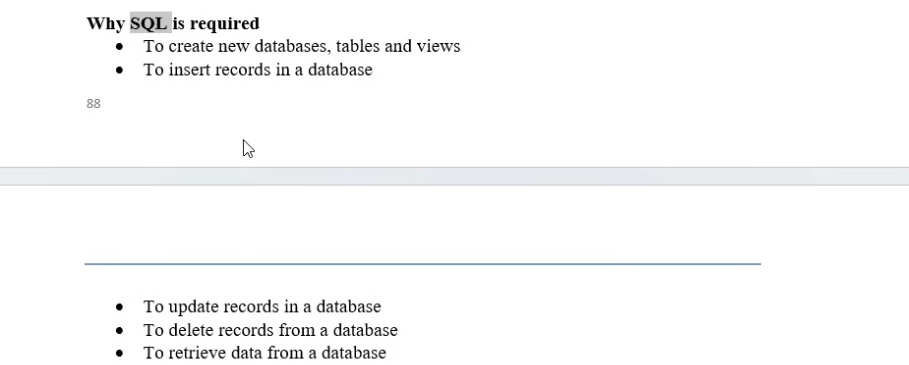 Why SQL is required
• To create new databases, tables and views
• To insert records in a database
88
• To update records in a database
• To delete records from a database
• To retrieve data from a database